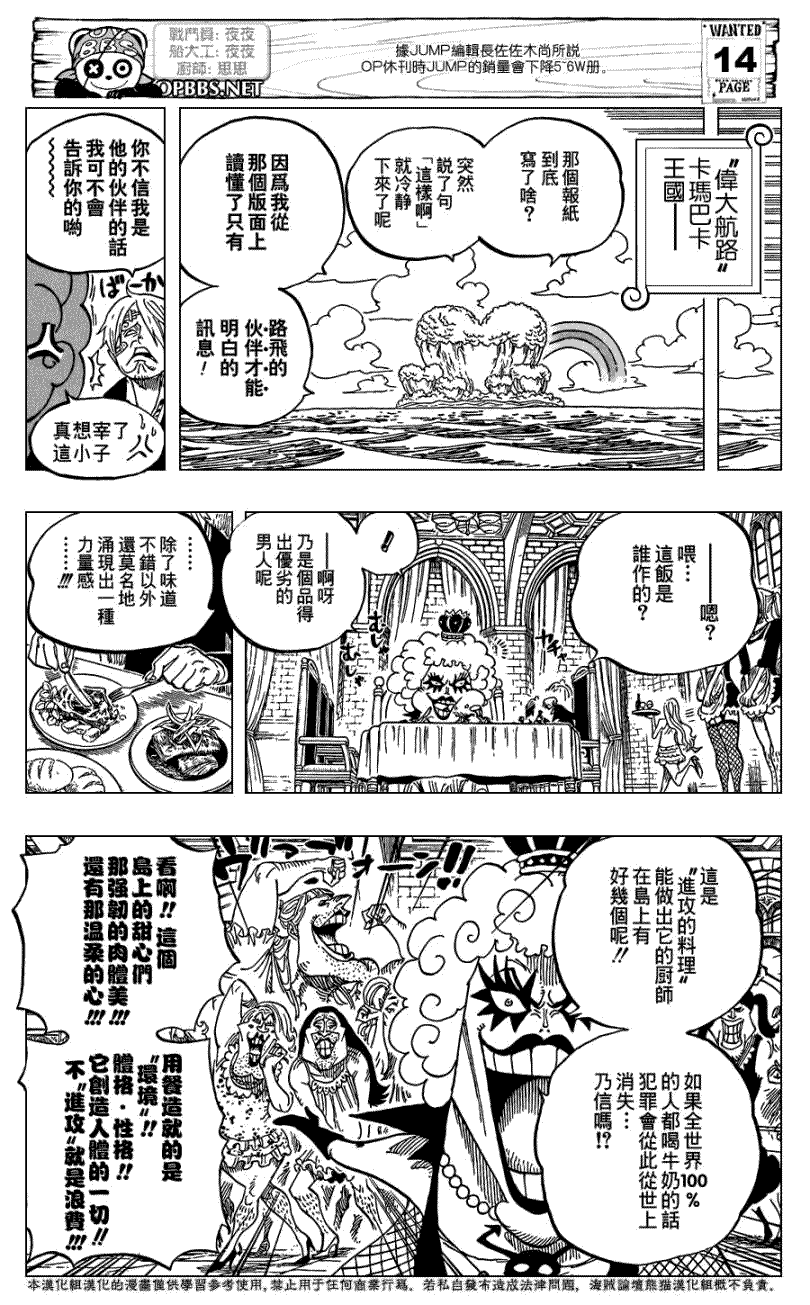 戰鬥員: 夜夜
船大工: 夜夜
廚師: 思思
OPBBS.NET
據JUMP編輯長佐佐木尚所説
OP休刊時JUMP的銷量會下降5~6W册。
WANTED
14
PAGE
〝偉大航路〞
卡瑪巴卡
王國——
那個報紙
到底
寫了啥?
突然
説了句
「這樣啊」
就冷静
下來了呢
因爲我從
那個版面上
讀懂了只有
路飛的
伙伴才能
明白的
訊息!
你不信我是
他的伙伴的話
我可不會
告訴你的喲
~~~~~
ばーか
真想宰了
這小子
——嗯?
喂…
這飯是
誰作的?
!
——啊呀
乃是個品得
出優劣的
男人呢
むしゃ
むしゃ
ガチャ
除了味道
不錯以外
還莫名地
涌現出一種
力量感
……
……!!!
這是
〝進攻的料理〞
能做出它的厨師
在島上有
好幾個呢!!
如果全世界100%
的人都喝牛奶的話
犯罪會從此從世上
消失…
乃信嗎!?
オーーン!!
看啊!!這個
島上的甜心們
那强韌的肉體美!!!
還有那温柔的心!!!
用餐造就的是
〝環境〞!!
體格·性格!!
它創造人體的一切!!
不〝進攻〞就是浪費!!!
本漢化組漢化的漫畫僅供學習參考使用,禁止用于任何商業行爲。若私自發布造成法律問題,海賊論壇熊猫漢化組概不負責。